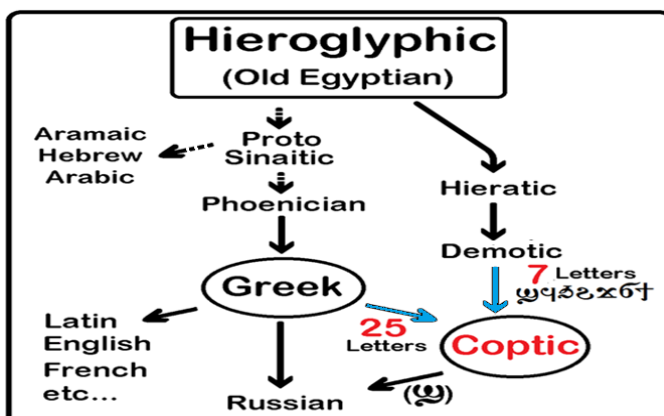 Hieroglyphic
(Old Egyptian)
Aramaic
Hebrew
Arabic
Proto
Sinaitic
Phoenician
Hieratic
Demotic
7 Letters
ϣϥⳉϩϫϭϯ
Greek
25
Letters
Coptic
Latin
English
French
etc...
Russian
(ϣ)